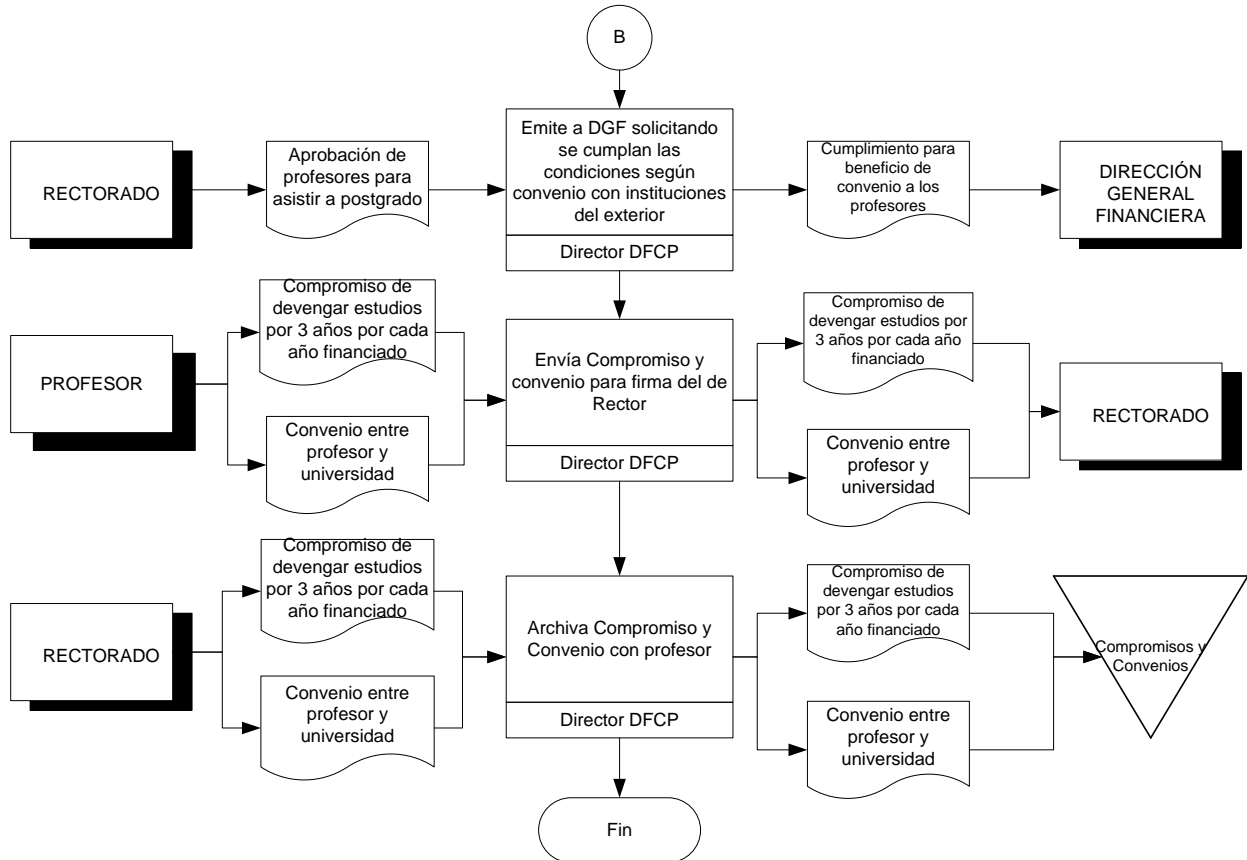 B
RECTORADO
Aprobación de
profesores para
asistir a postgrado
Emite a DGF solicitando
se cumplan las
condiciones según
convenio con instituciones
del exterior
Director DFCP
Cumplimiento para
beneficio de
convenio a los
profesores
DIRECCIÓN
GENERAL
FINANCIERA
PROFESOR
Compromiso de
devengar estudios
por 3 años por cada
año financiado
Convenio entre
profesor y
universidad
Envía Compromiso y
convenio para firma del de
Rector
Director DFCP
Compromiso de
devengar estudios por
3 años por cada año
financiado
Convenio entre
profesor y
universidad
RECTORADO
RECTORADO
Compromiso de
devengar estudios
por 3 años por cada
año financiado
Convenio entre
profesor y
universidad
Archiva Compromiso y
Convenio con profesor
Director DFCP
Compromiso de
devengar estudios
por 3 años por cada
año financiado
Convenio entre
profesor y
universidad
Compromisos y
Convenios
Fin